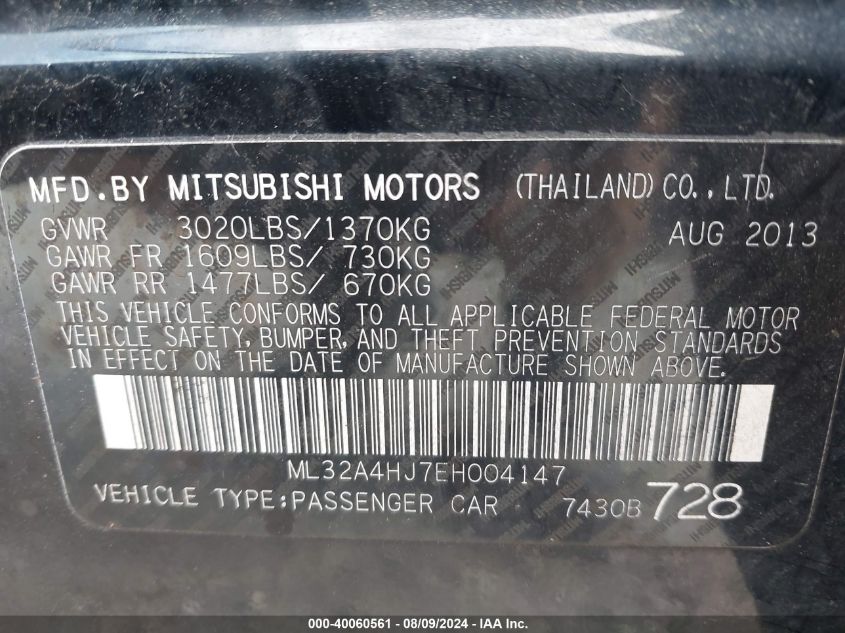 MFD.BY MITSUBISHI MOTORS (THAILAND) CO.,LTD.
GVWR 3020LBS/1370KG AUG 2013
GAWR FR 1609LBS/ 730KG
GAWR RR 1477LBS/ 670KG
THIS VEHICLE CONFORMS TO ALL APPLICABLE FEDERAL MOTOR
VEHICLE SAFETY, BUMPER, AND THEFT PREVENTION STANDARDS
IN EFFECT ON THE DATE OF MANUFACTURE SHOWN ABOVE.
ML32A4HJ7EH004147
VEHICLE TYPE:PASSENGER CAR 7430B 728
000-40060561 - 08/09/2024 - IAA Inc.